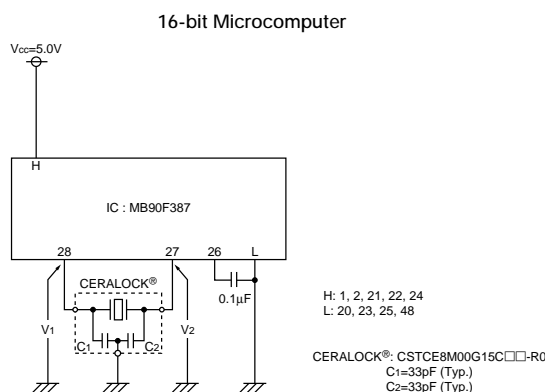 16-bit Microcomputer
Vcc=5.0V
H
IC : MB90F387
28
27
26
L
CERALOCK®
0.1µF
V1
C1
C2
V2
H: 1, 2, 21, 22, 24
L: 20, 23, 25, 48
CERALOCK®: CSTCE8M00G15C□□-R0
C1=33pF (Typ.)
C2=33pF (Typ.)